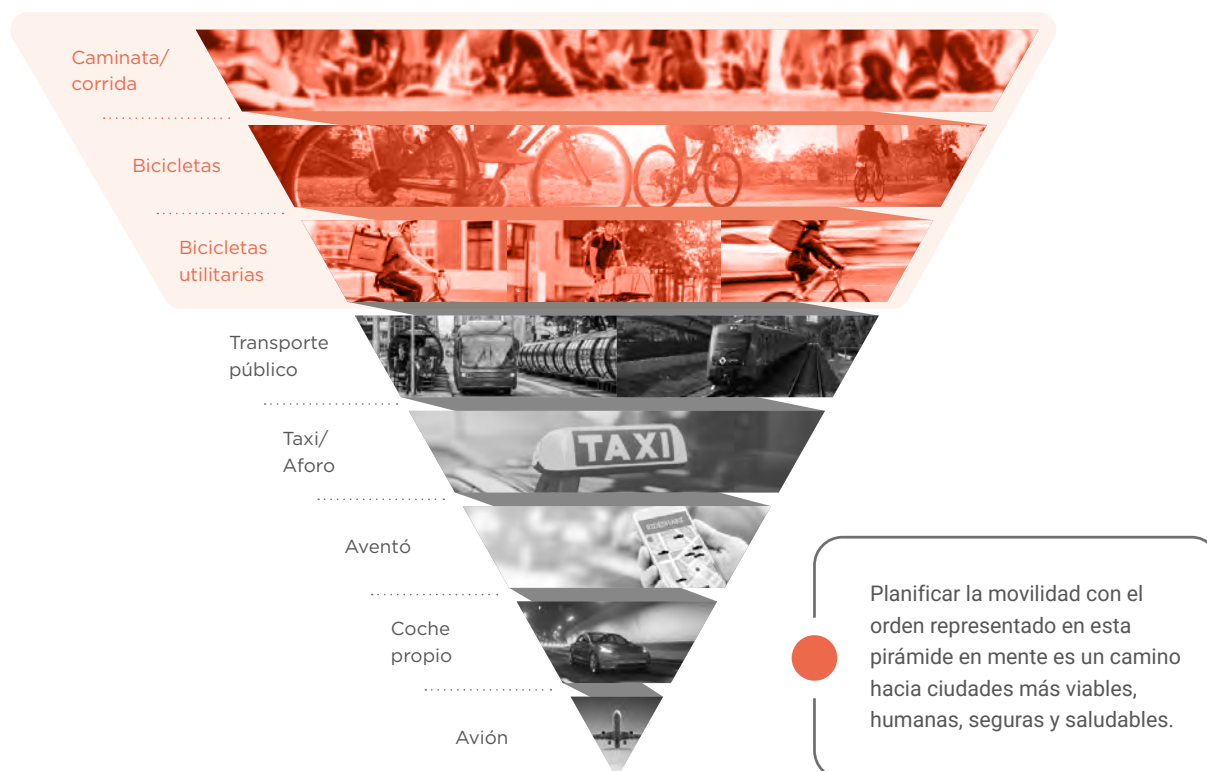 Caminata/
corrida
Bicicletas
Bicicletas
utilitarias
Transporte
público
Taxi/
Aforo
TAXI
Aventó
Coche
propio
Avión
Planificar la movilidad con el
orden representado en esta
pirámide en mente es un camino
hacia ciudades más viables,
humanas, seguras y saludables.